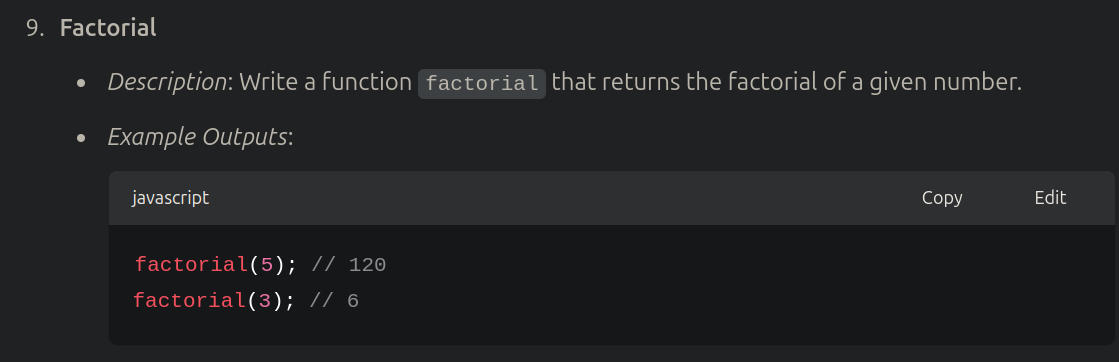 9. Factorial
• Description: Write a function factorial that returns the factorial of a given number.
• Example Outputs:
javascript Copy Edit
factorial(5); // 120
factorial(3); // 6